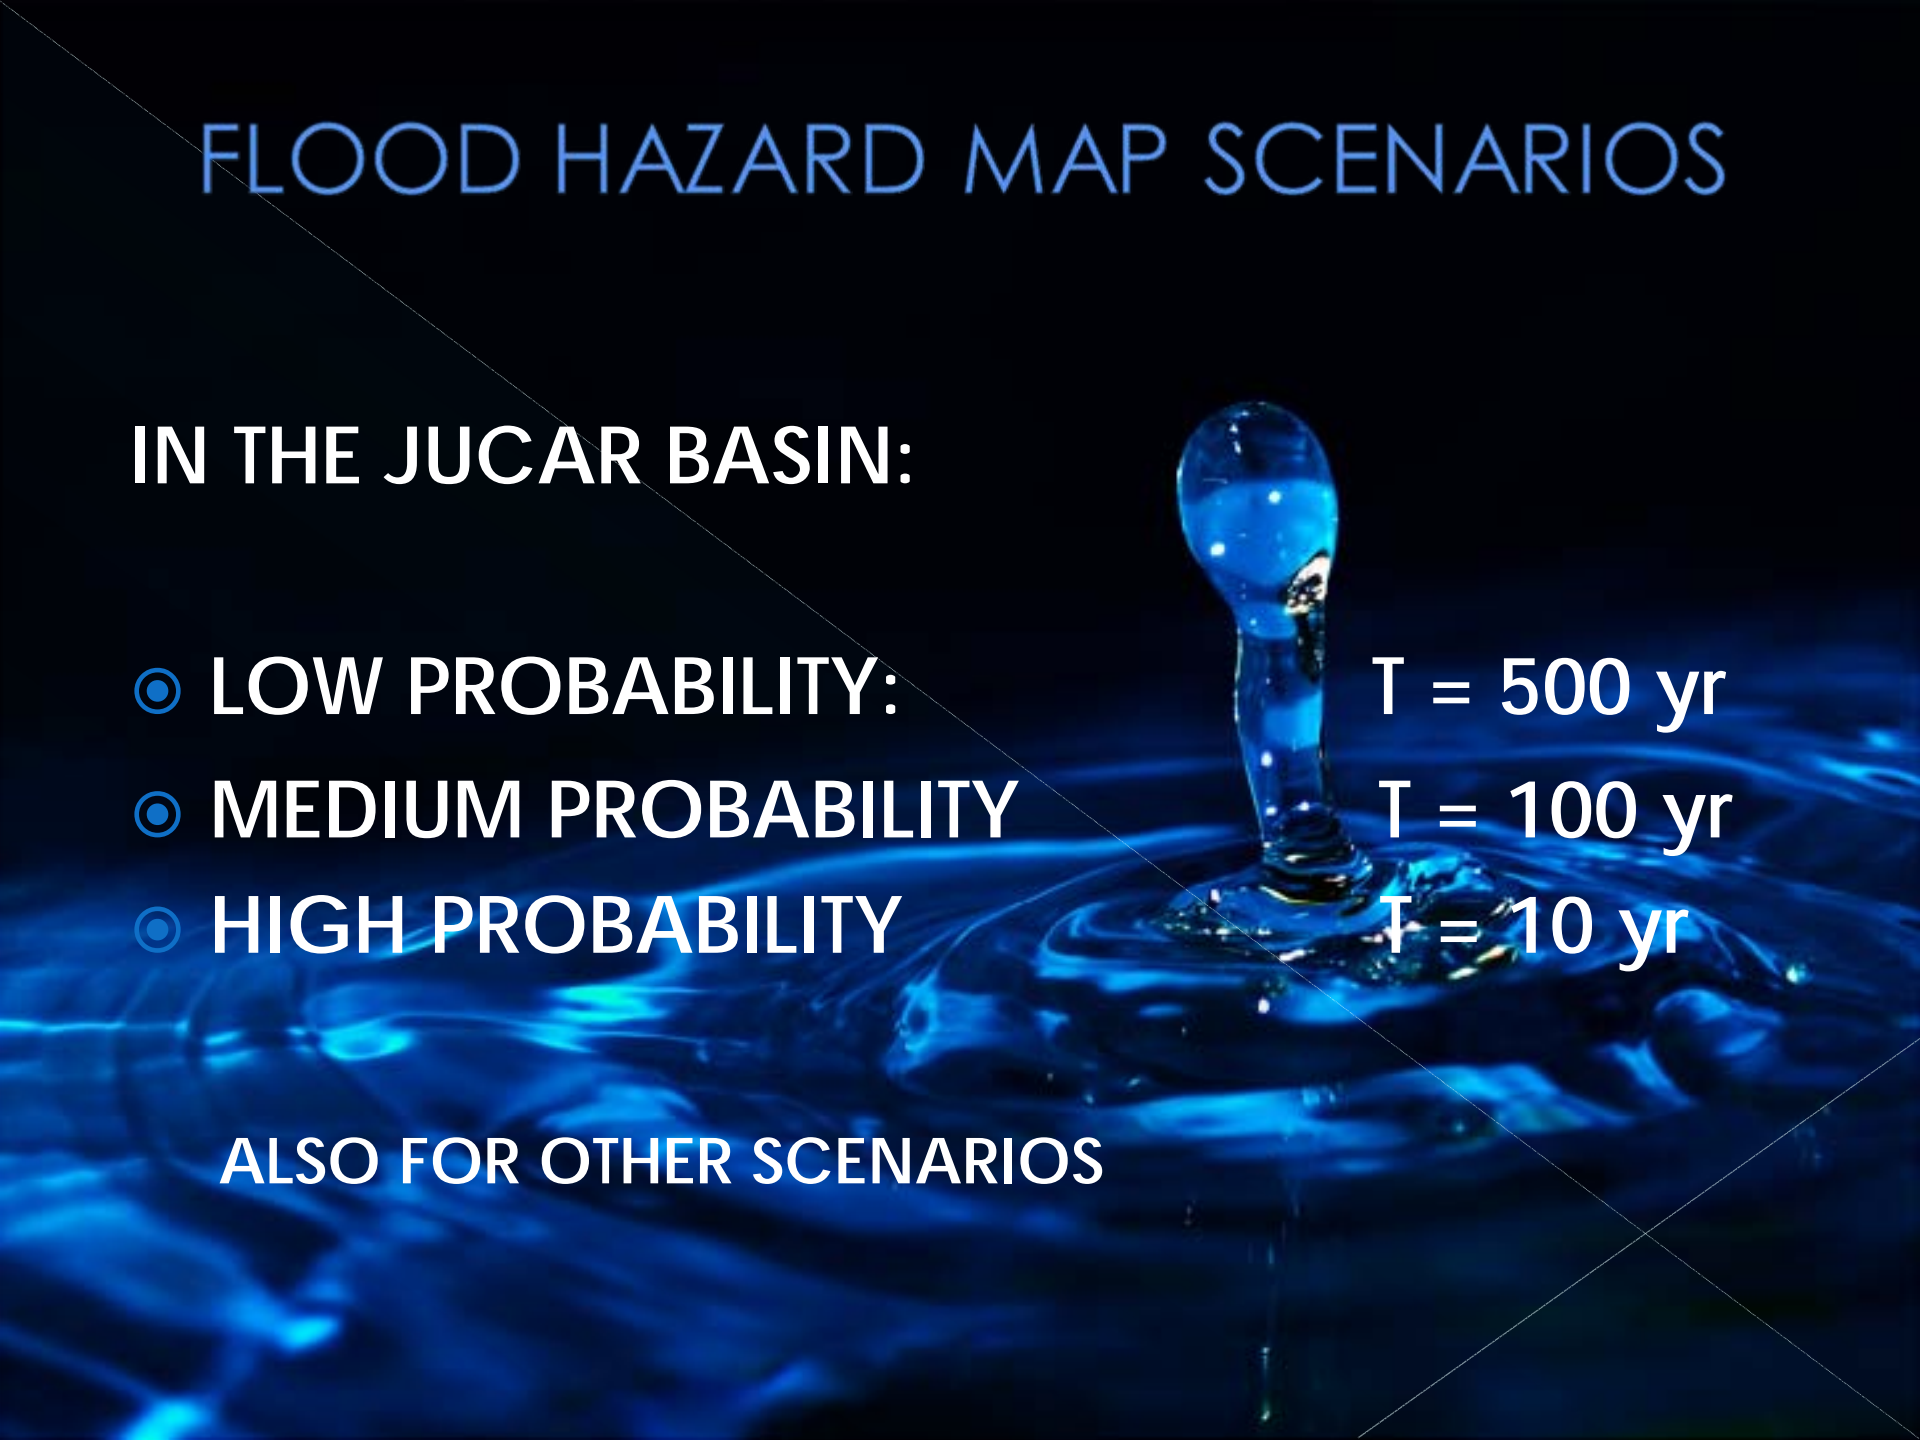 FLOOD HAZARD MAP SCENARIOS
IN THE JUCAR BASIN:
LOW PROBABILITY: T = 500 yr
MEDIUM PROBABILITY T = 100 yr
HIGH PROBABILITY T = 10 yr
ALSO FOR OTHER SCENARIOS